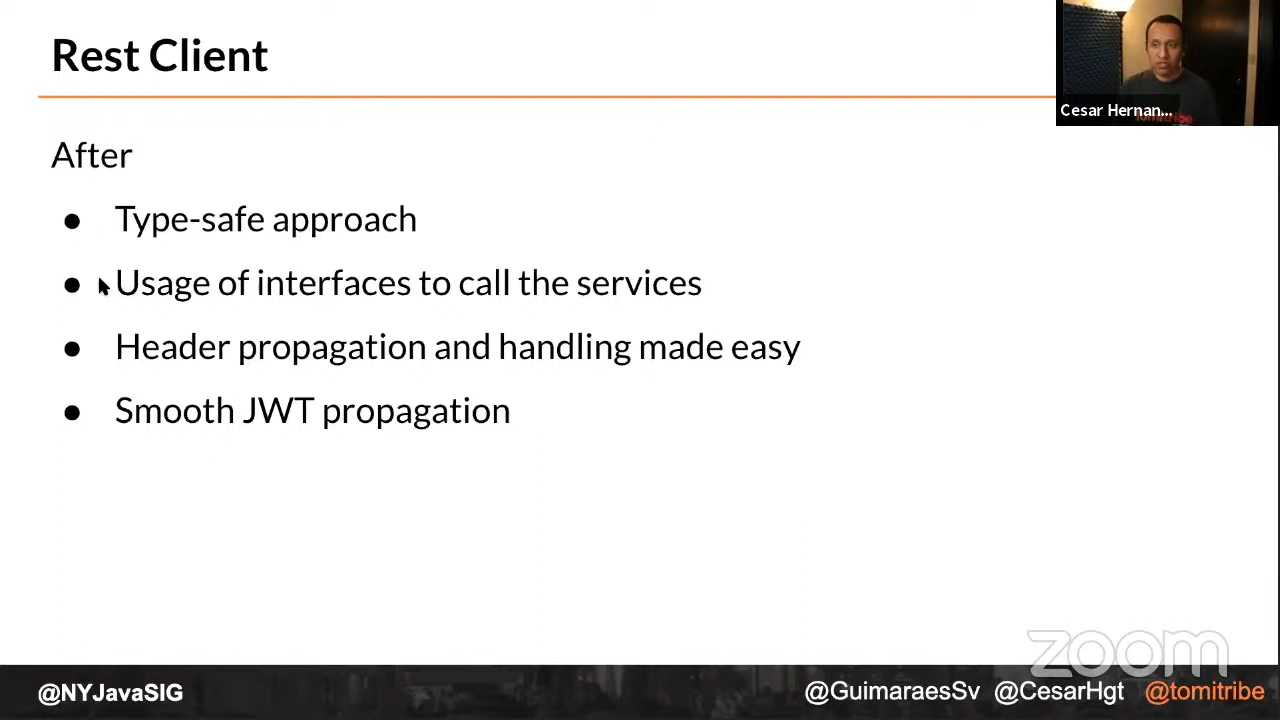 Rest Client
Cesar Hernan...
tomitribe
After
● Type-safe approach
● Usage of interfaces to call the services
● Header propagation and handling made easy
● Smooth JWT propagation
zoom
@NYJavaSIG
@GuimaraesSv @CesarHgt @tomitribe